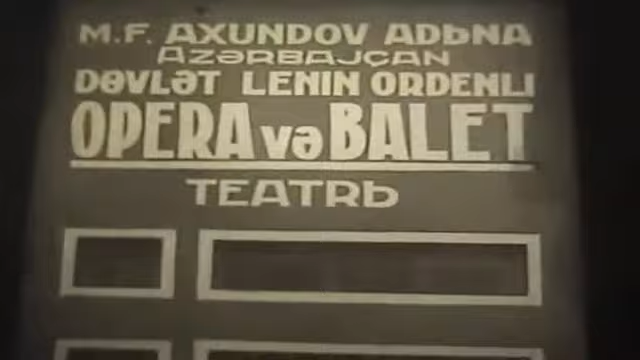 M.F. AXUNDOV ADЬNA
AZƏRBAJÇAN
DƏVLƏT LENIN ORDENLI
OPERA və BALET
TEATRЬ